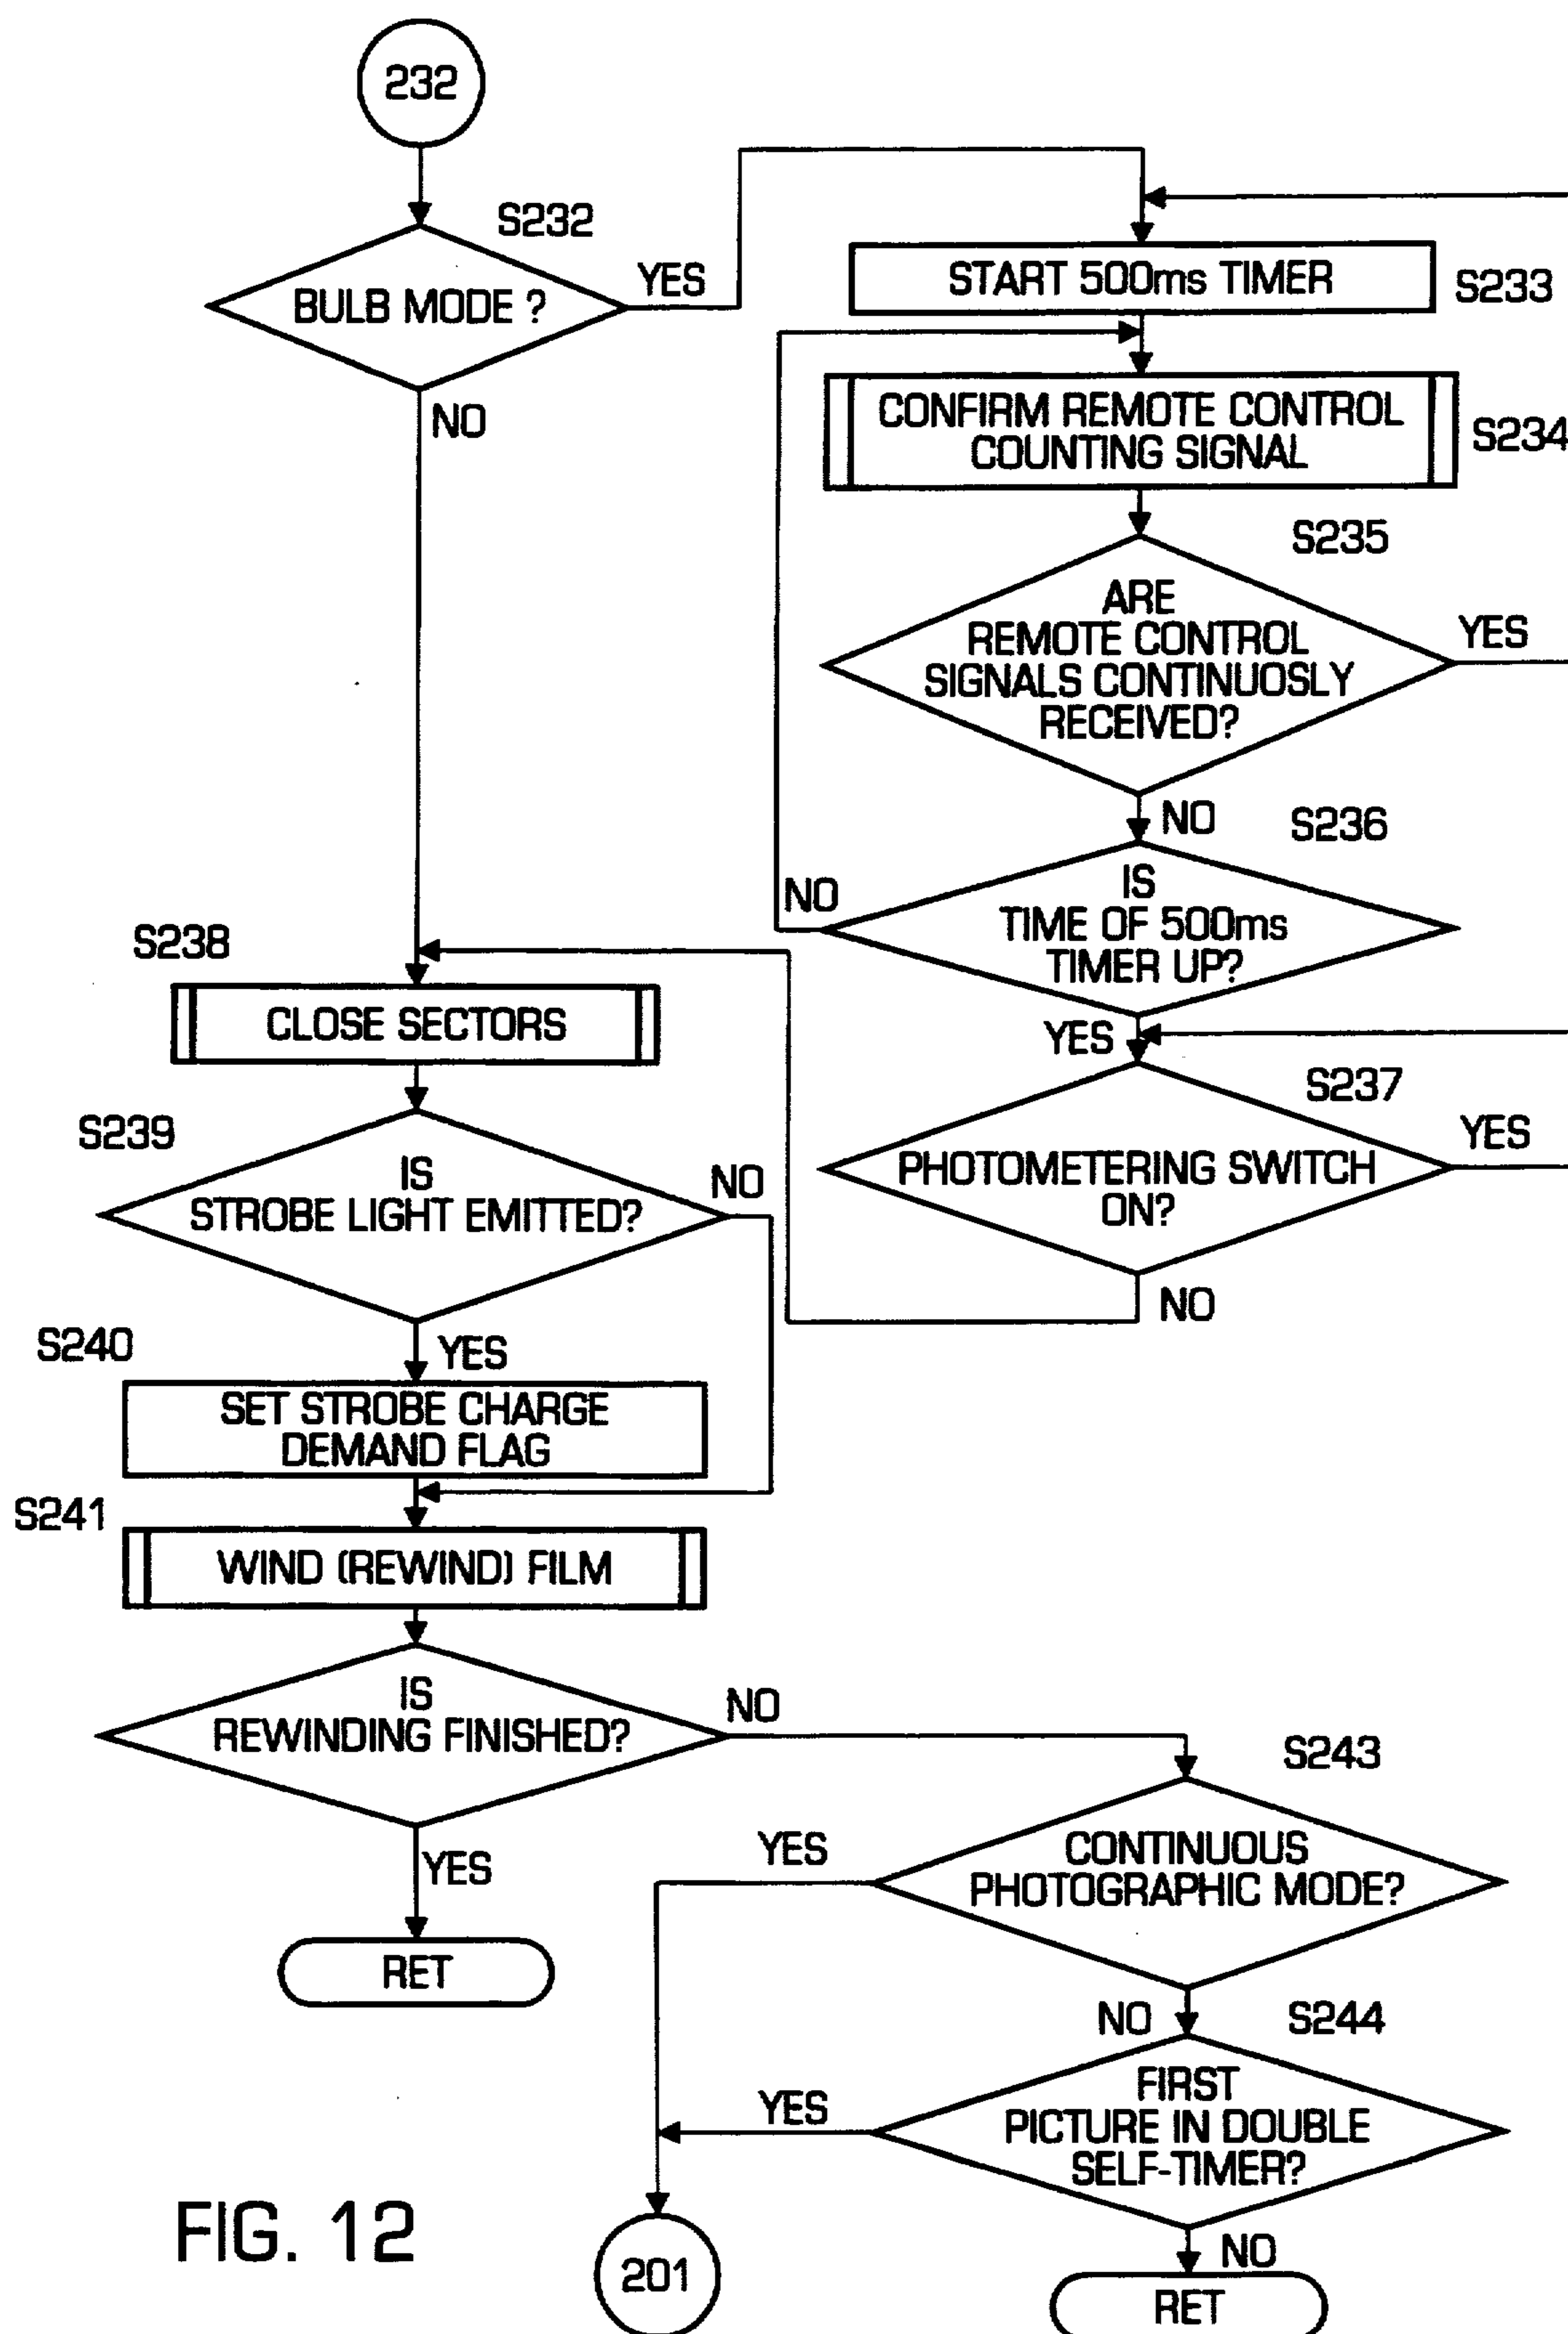 232
S232
BULB MODE ?
YES
NO
START 500ms TIMER
S233
CONFIRM REMOTE CONTROL
COUNTING SIGNAL
S234
S235
ARE
REMOTE CONTROL
SIGNALS CONTINUOSLY
RECEIVED?
YES
NO
S236
IS
TIME OF 500ms
TIMER UP?
NO
YES
S237
PHOTOMETERING SWITCH
ON?
YES
NO
S238
CLOSE SECTORS
S239
IS
STROBE LIGHT EMITTED?
NO
YES
S240
SET STROBE CHARGE
DEMAND FLAG
S241
WIND (REWIND) FILM
IS
REWINDING FINISHED?
NO
YES
RET
S243
CONTINUOUS
PHOTOGRAPHIC MODE?
YES
NO
S244
FIRST
PICTURE IN DOUBLE
SELF-TIMER?
YES
NO
201
RET
FIG. 12